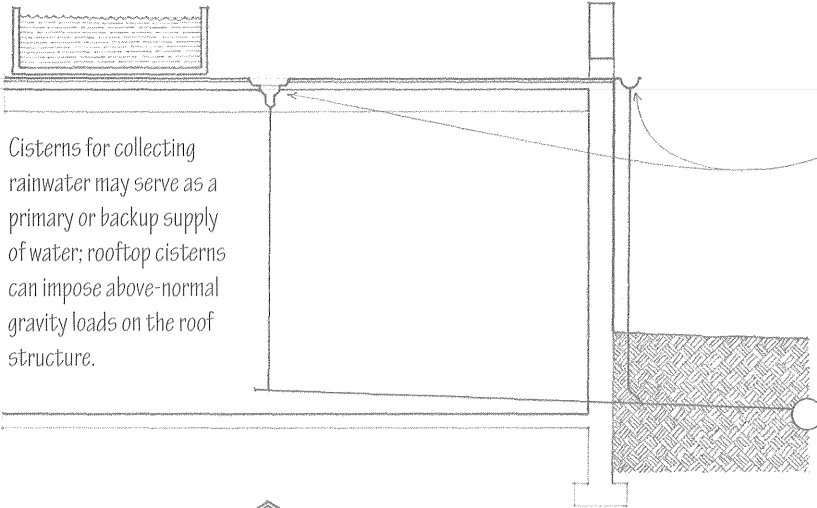 Cisterns for collecting
rainwater may serve as a
primary or backup supply
of water; rooftop cisterns
can impose above-normal
gravity loads on the roof
structure.